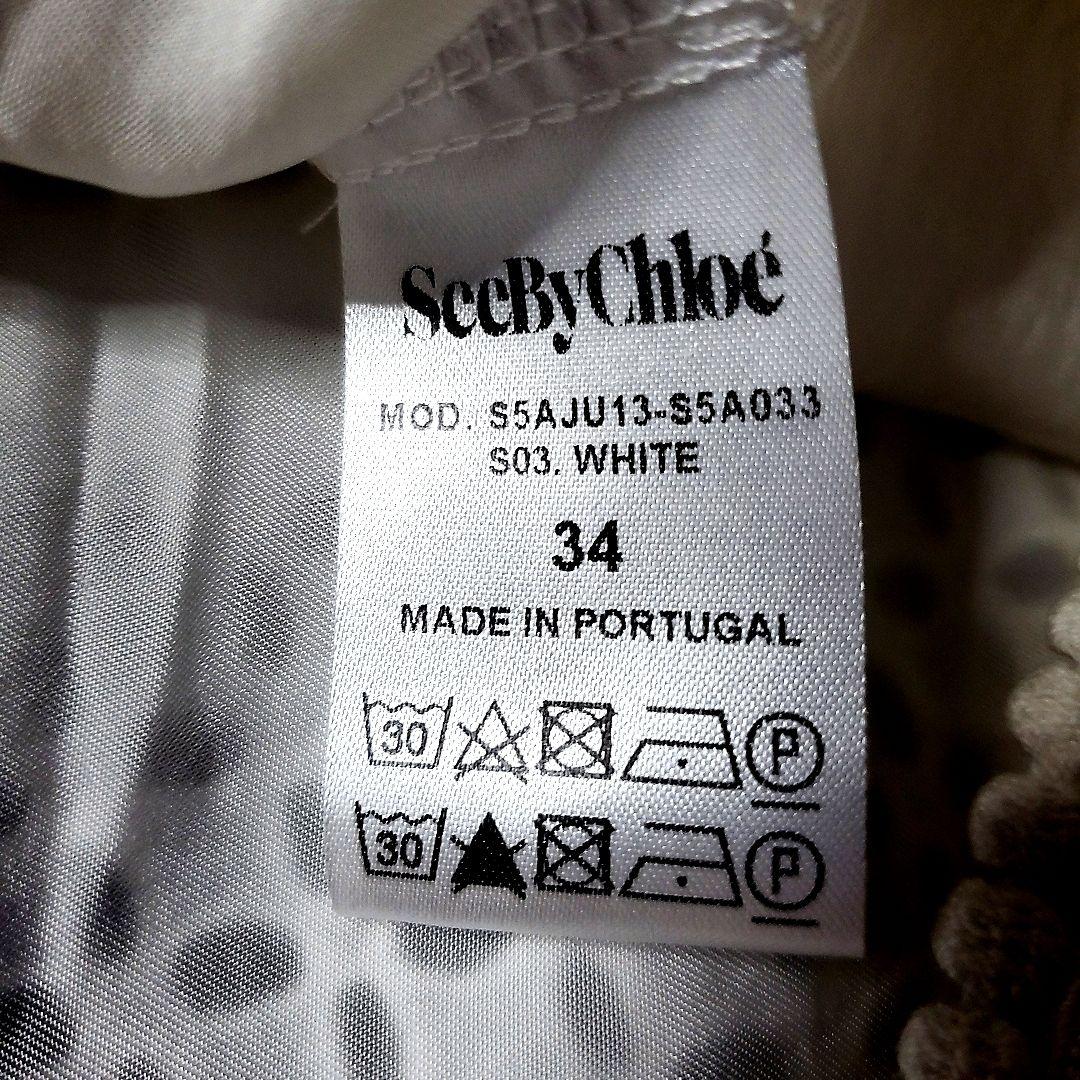 SeeByChloé
MOD. S5AJU13-S5A033
S03. WHITE
34
MADE IN PORTUGAL
30 P
30 P